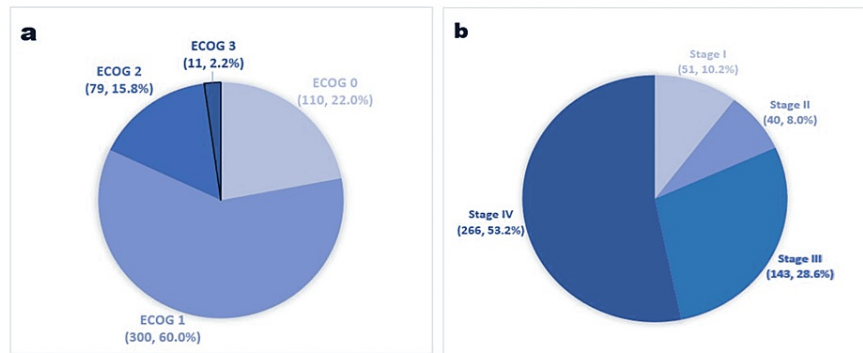 a
ECOG 3
(11, 2.2%)
ECOG 2
(79, 15.8%)
ECOG 0
(110, 22.0%)
ECOG 1
(300, 60.0%)
b
Stage I
(51, 10.2%)
Stage II
(40, 8.0%)
Stage IV
(266, 53.2%)
Stage III
(143, 28.6%)